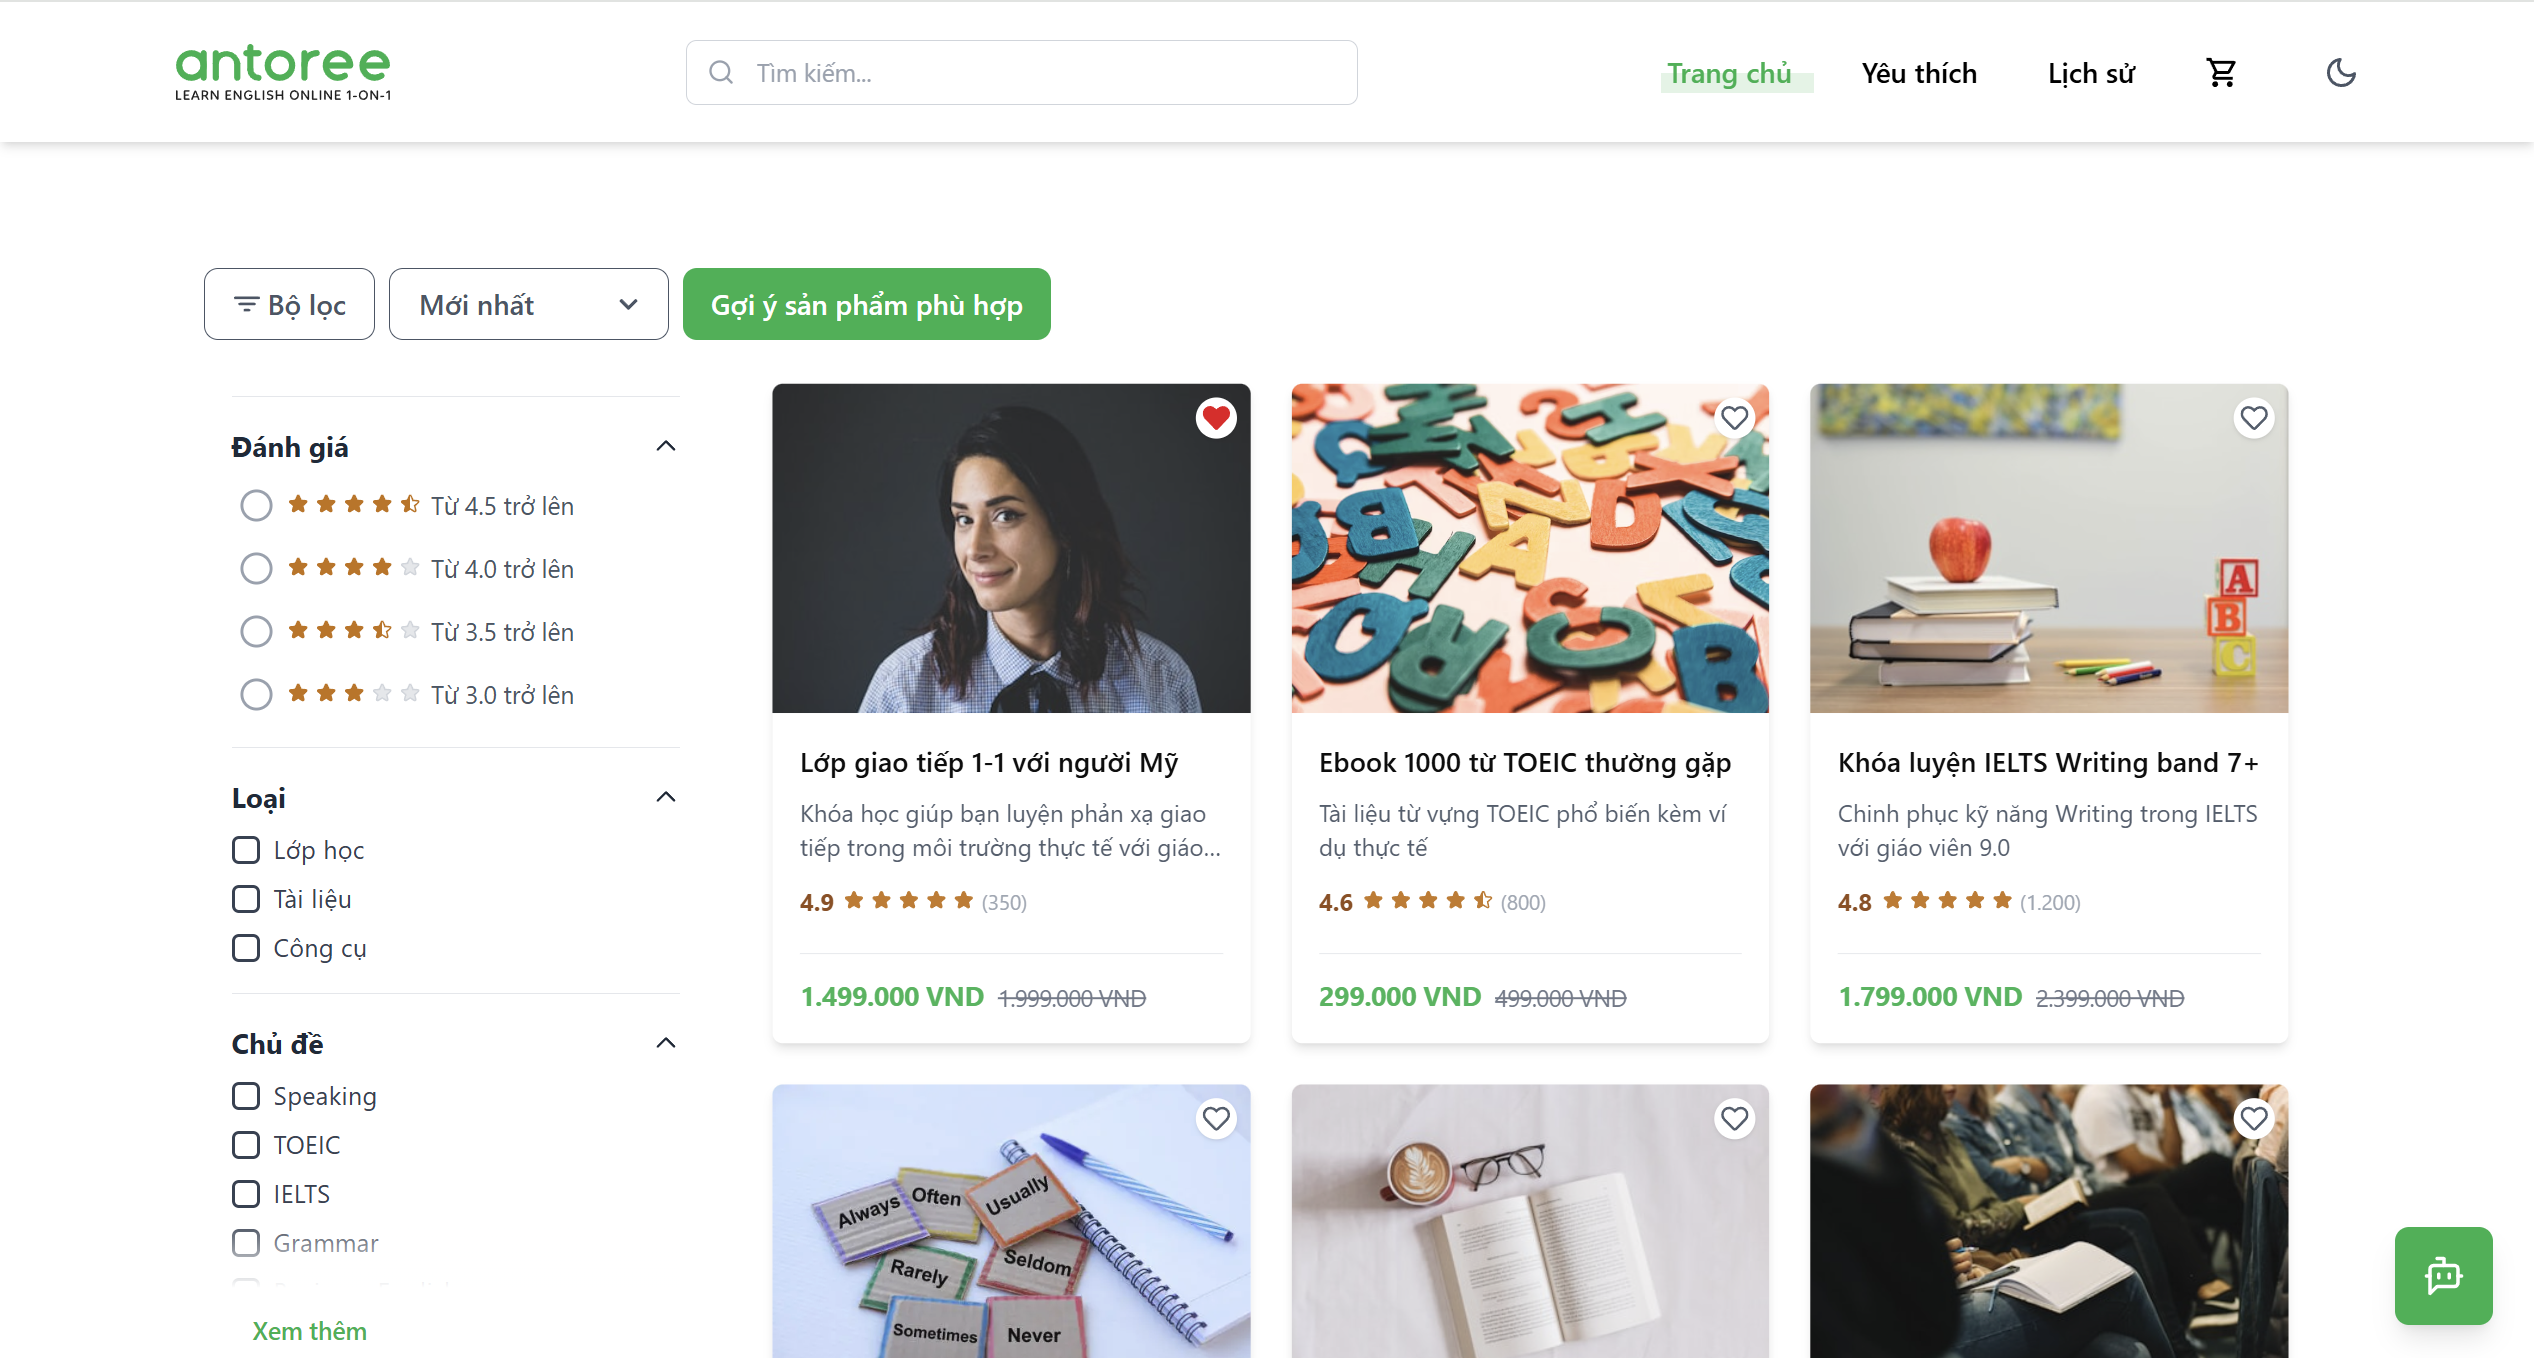 antoree
LEARN ENGLISH ONLINE 1-ON-1
Tìm kiếm...
Trang chủ
Yêu thích
Lịch sử
Bộ lọc
Mới nhất
Gợi ý sản phẩm phù hợp
Đánh giá
Từ 4.5 trở lên
Từ 4.0 trở lên
Từ 3.5 trở lên
Từ 3.0 trở lên
Loại
Lớp học
Tài liệu
Công cụ
Chủ đề
Speaking
TOEIC
IELTS
Grammar
Xem thêm
Lớp giao tiếp 1-1 với người Mỹ
Khóa học giúp bạn luyện phản xạ giao
tiếp trong môi trường thực tế với giáo...
4.9 (350)
1.499.000 VND 1.999.000 VND
Ebook 1000 từ TOEIC thường gặp
Tài liệu từ vựng TOEIC phổ biến kèm ví
dụ thực tế
4.6 (800)
299.000 VND 499.000 VND
A
B
C
Khóa luyện IELTS Writing band 7+
Chinh phục kỹ năng Writing trong IELTS
với giáo viên 9.0
4.8 (1.200)
1.799.000 VND 2.399.000 VND
Always
Often
Usually
Rarely
Seldom
Sometimes
Never